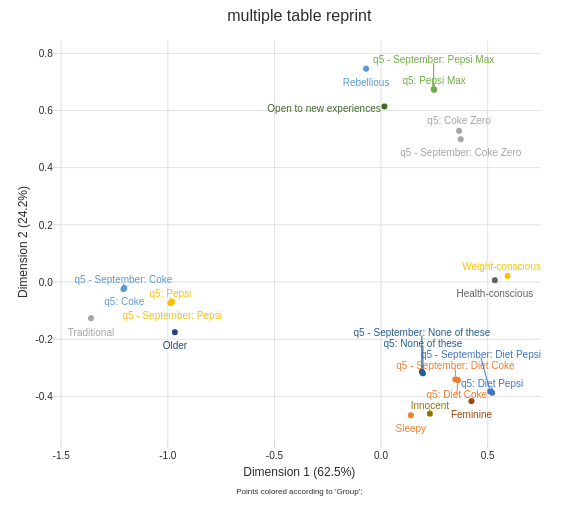 multiple table reprint
0.8
q5 - September: Pepsi Max
Rebellious
q5: Pepsi Max
0.6
Open to new experiences
q5: Coke Zero
q5 - September: Coke Zero
0.4
0.2
Dimension 2 (24.2%)
Weight-conscious
0.0
q5 - September: Coke
Health-conscious
q5: Pepsi
q5: Coke
q5 - September: Pepsi
Traditional
-0.2
q5 - September: None of these
Older
q5: None of these
q5 - September: Diet Pepsi
q5 - September: Diet Coke
q5: Diet Pepsi
-0.4
q5: Diet Coke
Innocent
Feminine
Sleepy
-1.5
-1.0
-0.5
0.0
0.5
Dimension 1 (62.5%)
Points colored according to 'Group';